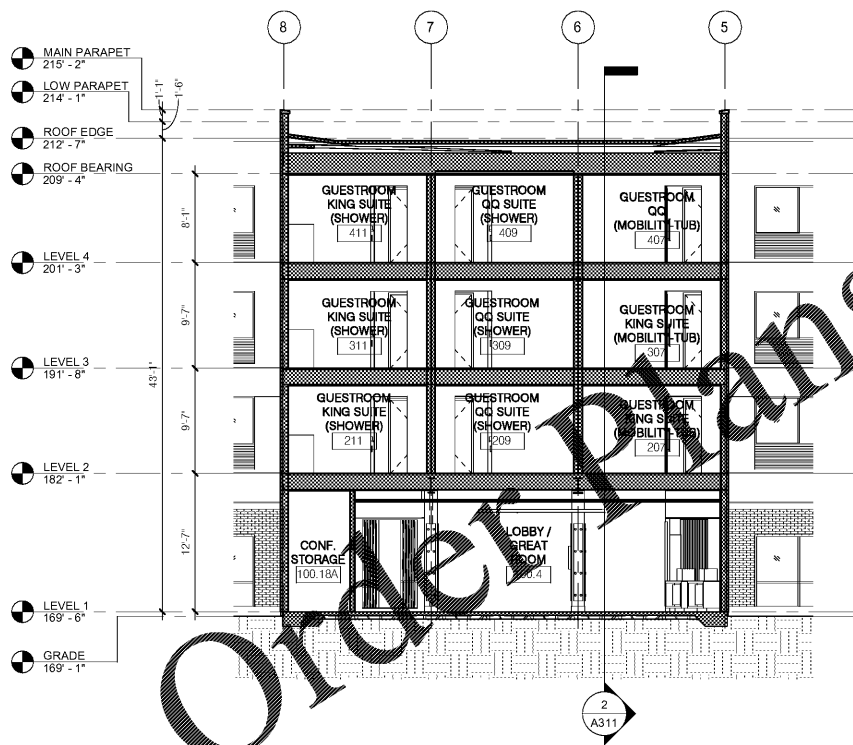 8
7
6
5
MAIN PARAPET
215' - 2"
LOW PARAPET
214' - 1"
1'-1"
1'-6"
ROOF EDGE
212' - 7"
ROOF BEARING
209' - 4"
LEVEL 4
201' - 3"
LEVEL 3
191' - 8"
LEVEL 2
182' - 1"
LEVEL 1
169' - 6"
GRADE
169' - 1"
43'-1"
8'-1"
9'-7"
9'-7"
12'-7"
GUESTROOM
KING SUITE
(SHOWER)
411
GUESTROOM
QQ SUITE
(SHOWER)
409
GUESTROOM
QQ
(MOBILITY-TUB)
407
GUESTROOM
KING SUITE
(SHOWER)
311
GUESTROOM
QQ SUITE
(SHOWER)
309
GUESTROOM
KING SUITE
(MOBILITY-TUB)
307
GUESTROOM
KING SUITE
(SHOWER)
211
GUESTROOM
QQ SUITE
(SHOWER)
209
GUESTROOM
KING SUITE
(MOBILITY-TUB)
207
CONF.
STORAGE
100.18A
LOBBY /
GREAT
ROOM
2
A311
Order Plans